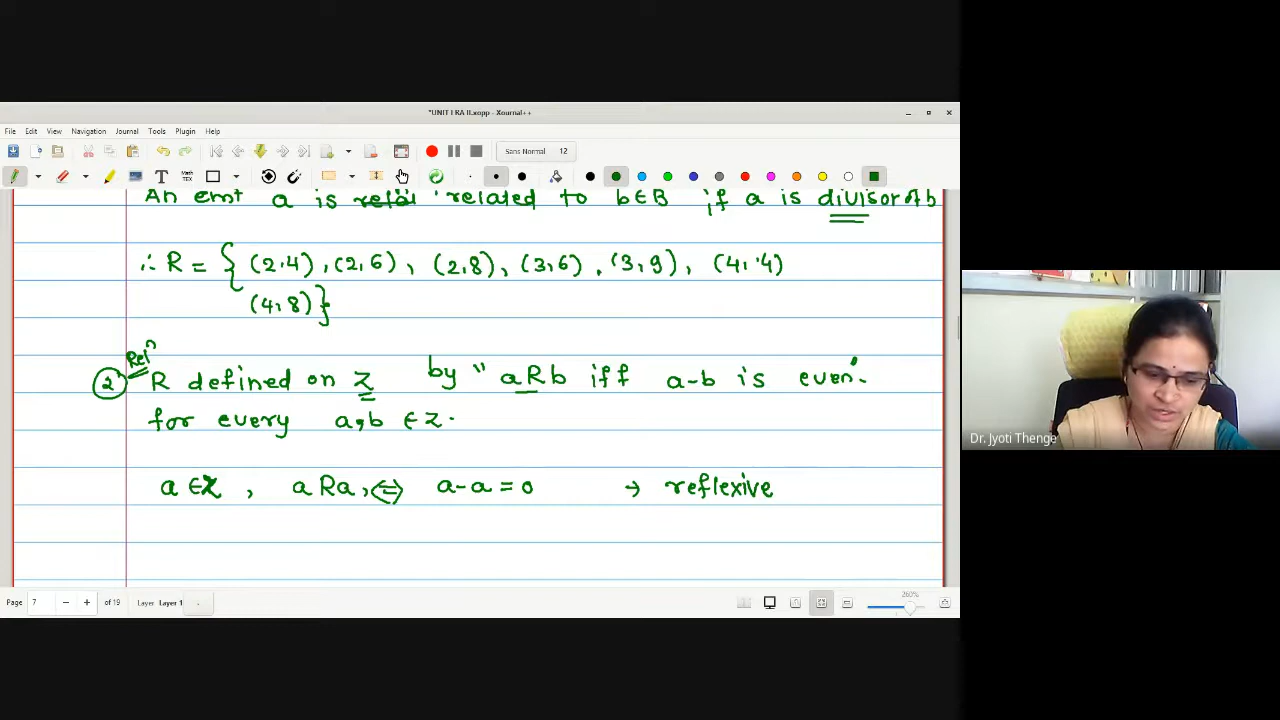 *UNIT I RA II.xopp - Xournal++
File Edit View Navigation Journal Tools Plugin Help
Sans Normal 12
An emt a is related to b∈B if a is divisor of b
∴ R = { (2,4), (2,6), (2,8), (3,6), (3,9), (4,4)
(4,8)}
Relⁿ
② R defined on Z by "aRb iff a-b is even"
for every a,b ∈ Z.
a ∈ Z, aRa, ⇔ a-a = 0 → reflexive
Dr. Jyoti Thenge
Page 7 of 19 Layer Layer 1 260%